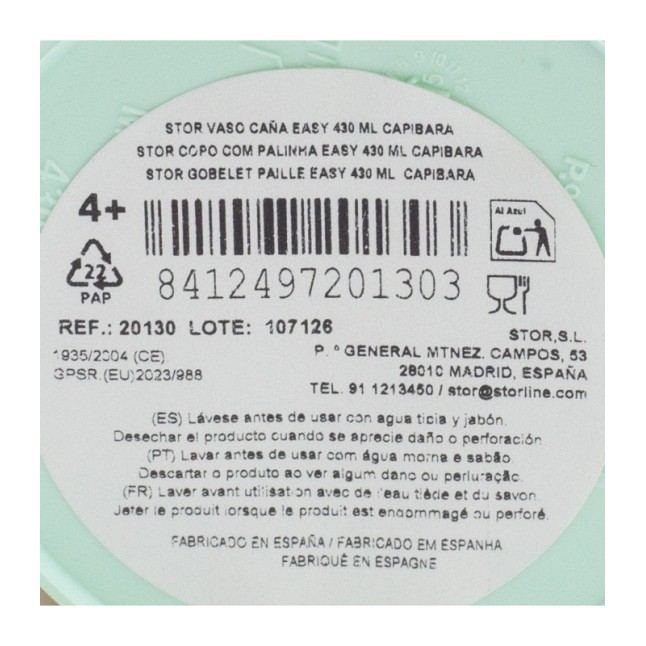 STOR VASO CAÑA EASY 430 ML CAPIBARA
STOR COPO COM PALINHA EASY 430 ML CAPIBARA
STOR GOBELET PAILLE EASY 430 ML CAPIBARA
4+
Al Azul
22
PAP
8412497201303
REF.: 20130 LOTE: 107126
1935/2004 (CE)
GPSR.(EU)2023/988
STOR,S.L.
P.º GENERAL MTNEZ. CAMPOS, 53
28010 MADRID, ESPAÑA
TEL. 91 1213450 / stor@storline.com
(ES) Lávese antes de usar con agua tibia y jabón.
Desechar el producto cuando se aprecie daño o perforación
(PT) Lavar antes de usar com água morna e sabão.
Descartar o produto ao ver algum dano ou perfuração.
(FR) Laver avant utilisation avec de l'eau tiède et du savon
Jeter le produit lorsque le produit est endommagé ou perforé.
FABRICADO EN ESPAÑA / FABRICADO EM ESPANHA
FABRIQUÉ EN ESPAGNE